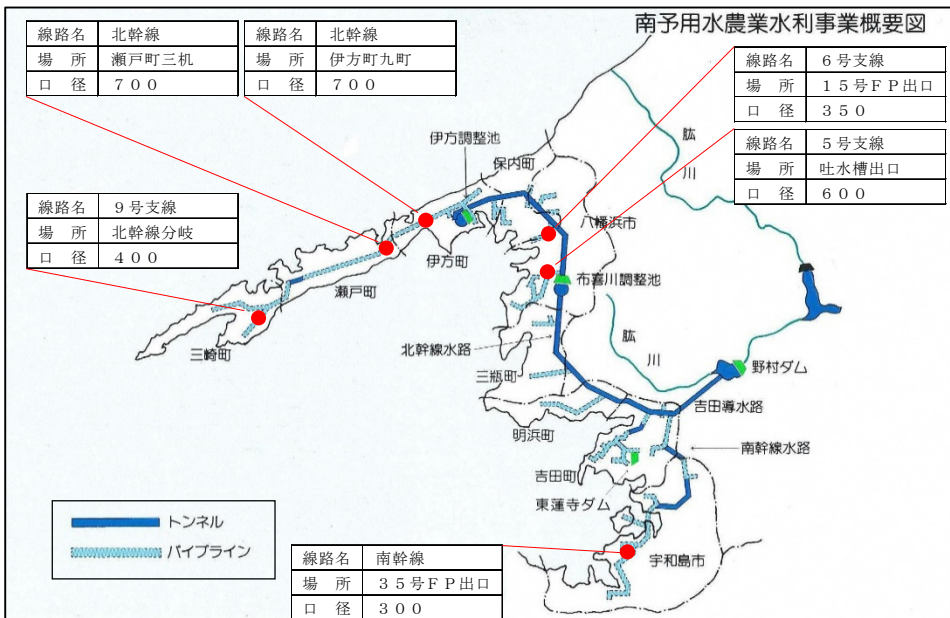 南予用水農業水利事業概要図
線路名 北幹線
場 所 瀬戸町三机
口 径 ７００
線路名 北幹線
場 所 伊方町九町
口 径 ７００
線路名 ６号支線
場 所 １５号ＦＰ出口
口 径 ３５０
線路名 ５号支線
場 所 吐水槽出口
口 径 ６００
線路名 ９号支線
場 所 北幹線分岐
口 径 ４００
伊方調整池
保内町
肱川
八幡浜市
伊方町
瀬戸町
布喜川調整池
三崎町
北幹線水路
肱川
三瓶町
野村ダム
吉田導水路
明浜町
南幹線水路
吉田町
東蓮寺ダム
宇和島市
トンネル
パイプライン
線路名 南幹線
場 所 ３５号ＦＰ出口
口 径 ３００